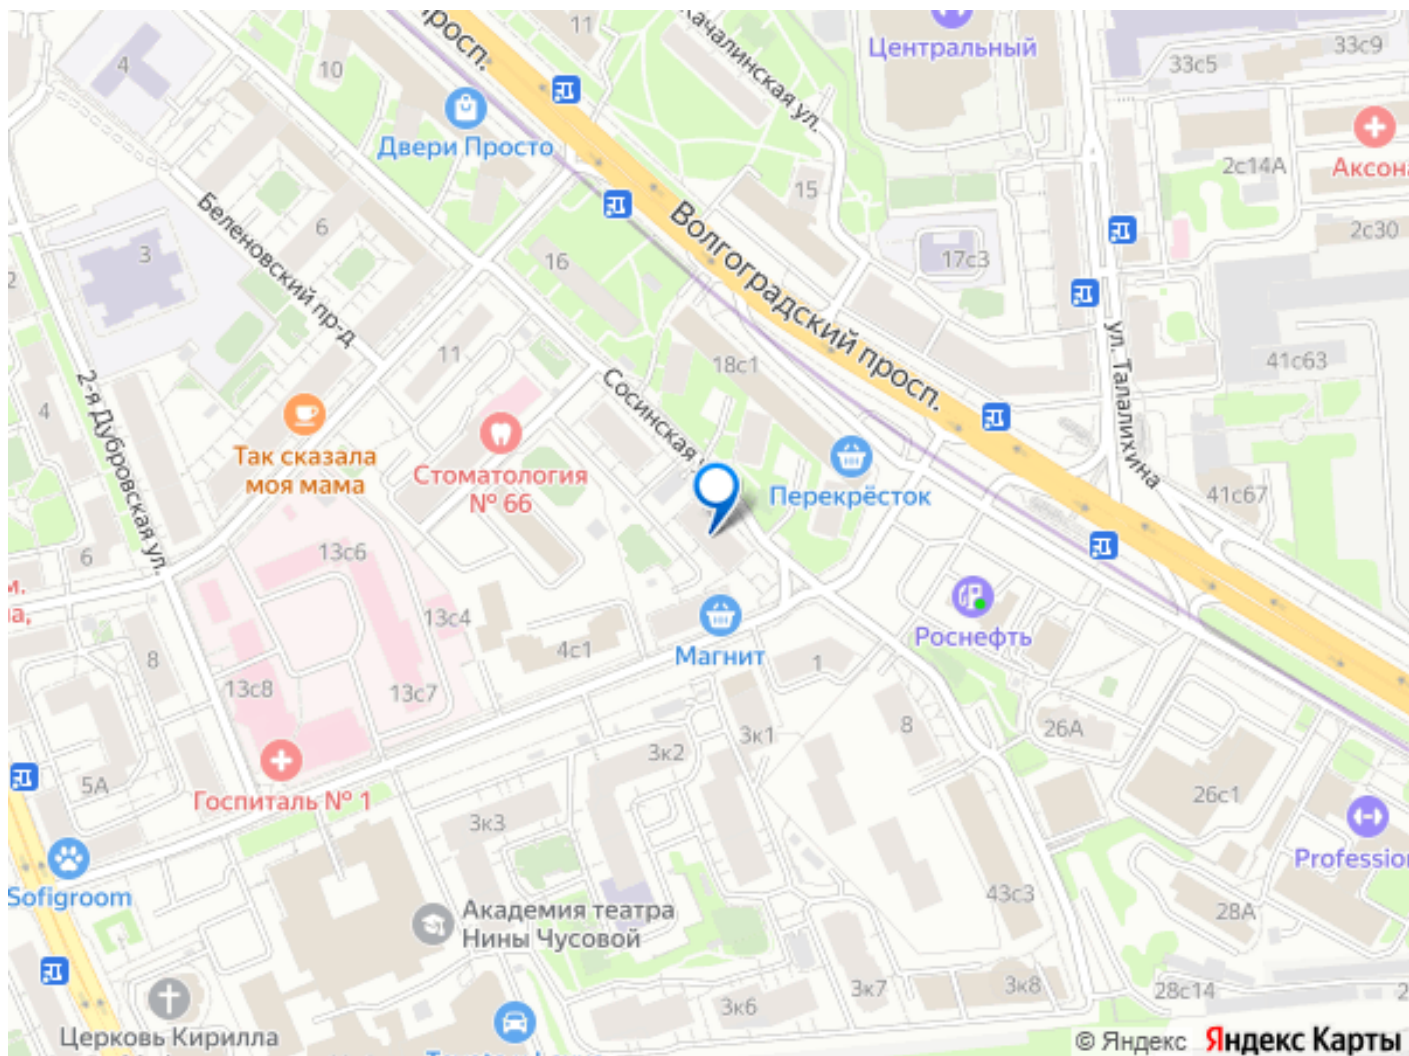 просп.
11
Качалинская ул.
Центральный
33с5
33с9
4
10
Двери Просто
2с14А
Аксона
15
6
Беленовский пр-д
3
16
Волгоградский просп.
17с3
2с30
ул. Талалихина
11
18с1
41с63
2-я Дубровская ул.
4
Сосинская
Так сказала
моя мама
Стоматология
№ 66
Перекрёсток
41с67
6
13с6
13с4
Роснефть
8
4с1
Магнит
1
13с8
13с7
3к2
3к1
8
26А
5А
Госпиталь № 1
3к3
26с1
Sofigroom
Академия театра
Нины Чусовой
43с3
28А
3к7
3к8
3к6
28с14
Церковь Кирилла
© Яндекс Яндекс Карты